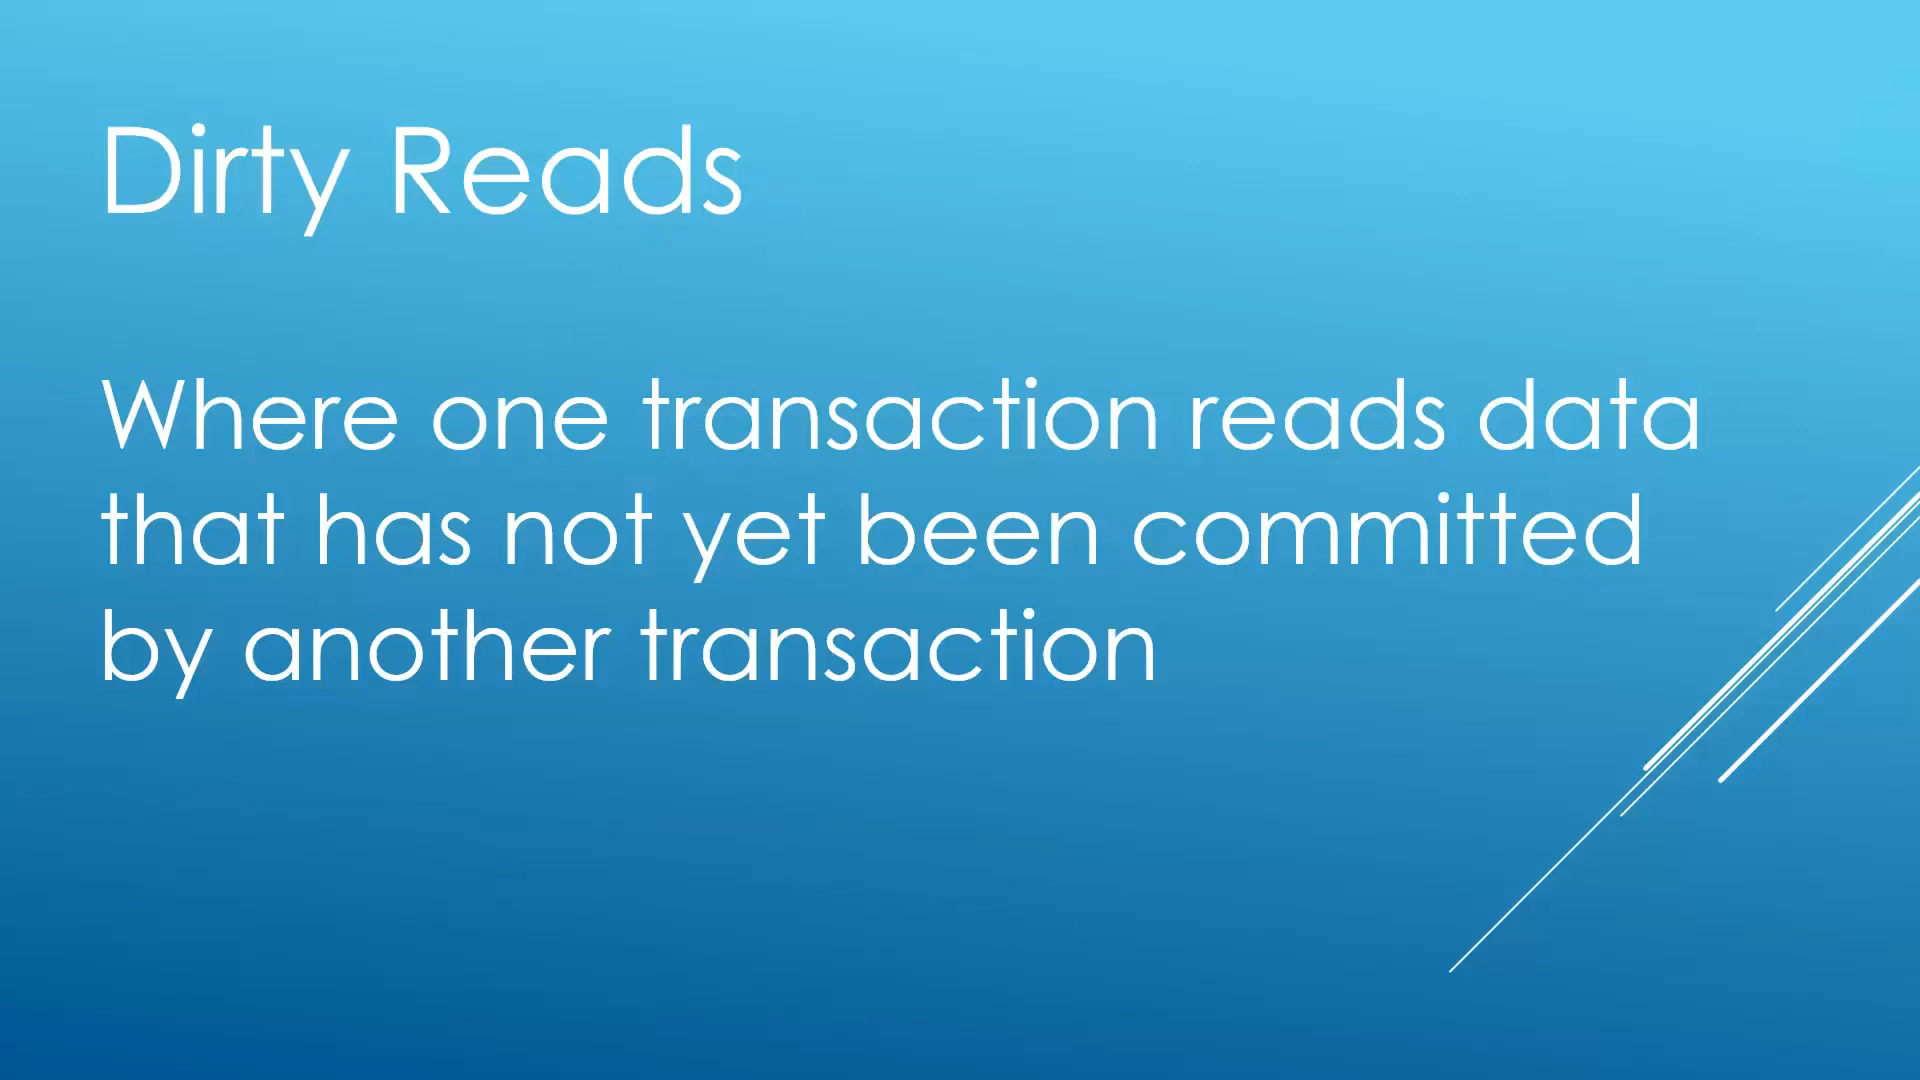 Dirty Reads
Where one transaction reads data
that has not yet been committed
by another transaction